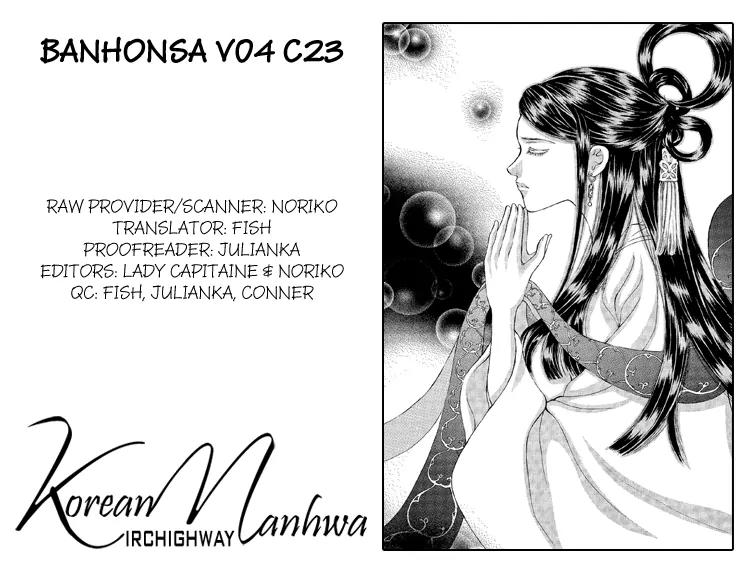 BANHONSA V04 C23
RAW PROVIDER/SCANNER: NORIKO
TRANSLATOR: FISH
PROOFREADER: JULIANKA
EDITORS: LADY CAPITAINE & NORIKO
QC: FISH, JULIANKA, CONNER
Korean Manhwa
IRCHIGHWAY